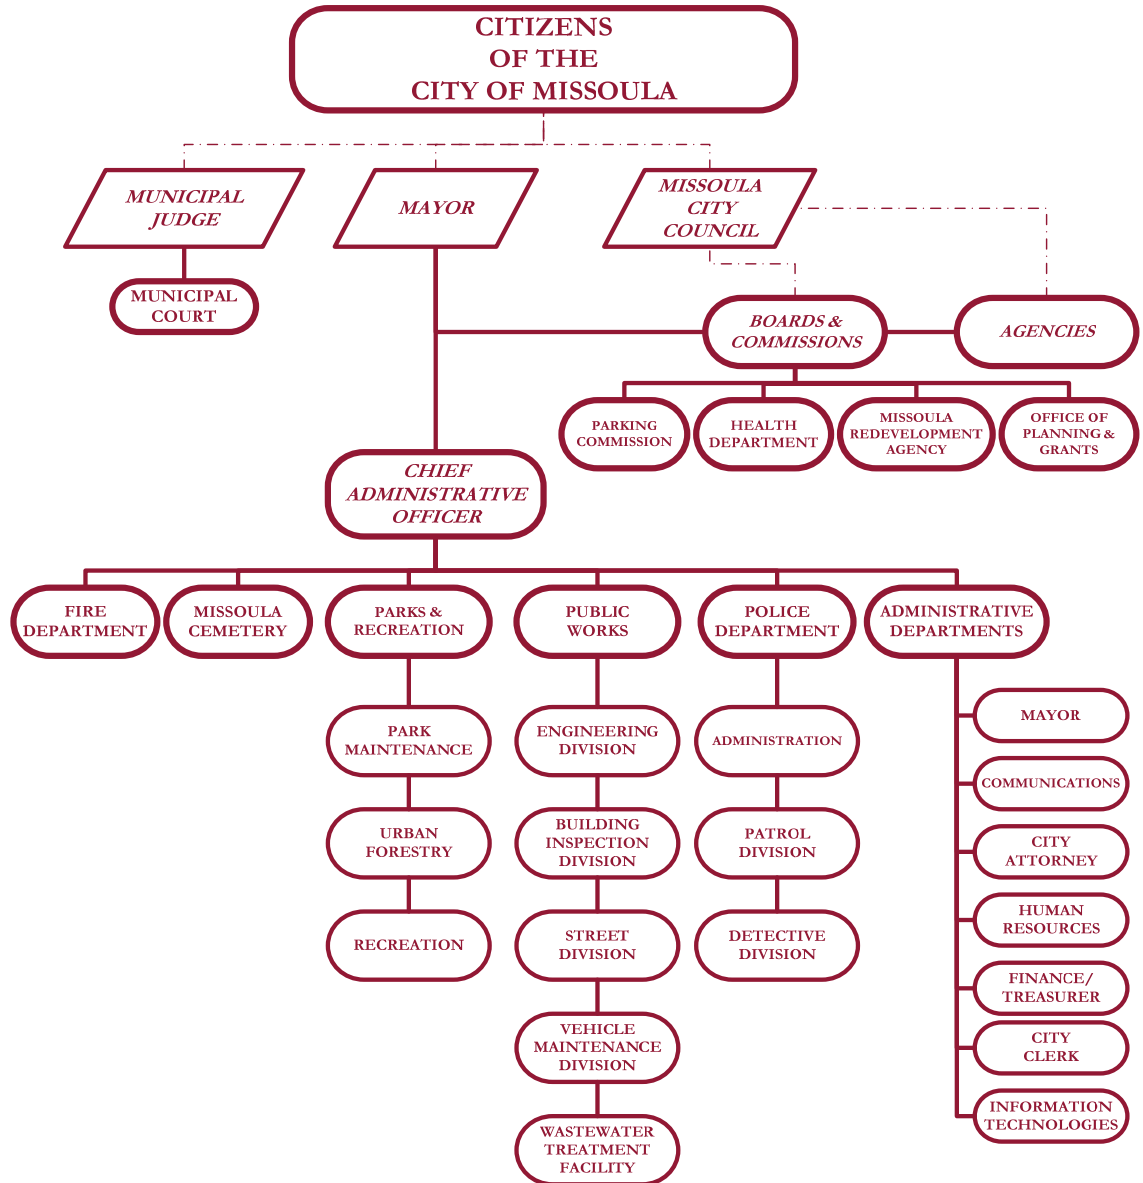 CITIZENS
OF THE
CITY OF MISSOULA
MUNICIPAL
JUDGE
MAYOR
MISSOULA
CITY
COUNCIL
MUNICIPAL
COURT
BOARDS &
COMMISSIONS
AGENCIES
PARKING
COMMISSION
HEALTH
DEPARTMENT
MISSOULA
REDEVELOPMENT
AGENCY
OFFICE OF
PLANNING &
GRANTS
CHIEF
ADMINISTRATIVE
OFFICER
FIRE
DEPARTMENT
MISSOULA
CEMETERY
PARKS &
RECREATION
PUBLIC
WORKS
POLICE
DEPARTMENT
ADMINISTRATIVE
DEPARTMENTS
PARK
MAINTENANCE
URBAN
FORESTRY
RECREATION
ENGINEERING
DIVISION
BUILDING
INSPECTION
DIVISION
STREET
DIVISION
VEHICLE
MAINTENANCE
DIVISION
WASTEWATER
TREATMENT
FACILITY
ADMINISTRATION
PATROL
DIVISION
DETECTIVE
DIVISION
MAYOR
COMMUNICATIONS
CITY
ATTORNEY
HUMAN
RESOURCES
FINANCE/
TREASURER
CITY
CLERK
INFORMATION
TECHNOLOGIES